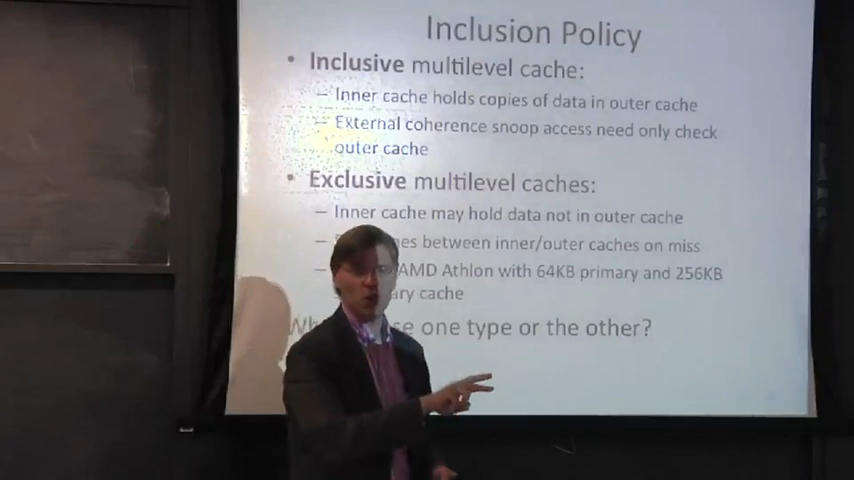 Inclusion Policy
• Inclusive multilevel cache:
– Inner cache holds copies of data in outer cache
– External coherence snoop access need only check
outer cache
• Exclusive multilevel caches:
– Inner cache may hold data not in outer cache
– between inner/outer caches on miss
– AMD Athlon with 64KB primary and 256KB
cache
one type or the other?